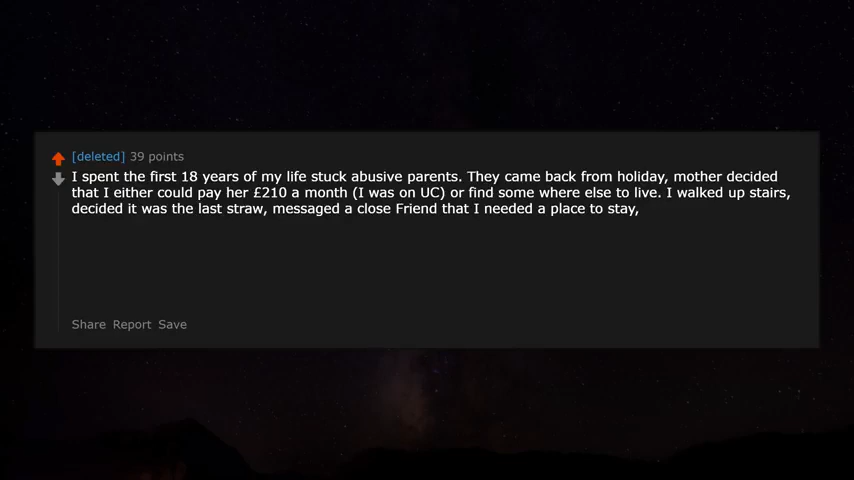 [deleted] 39 points
I spent the first 18 years of my life stuck abusive parents. They came back from holiday, mother decided
that I either could pay her £210 a month (I was on UC) or find some where else to live. I walked up stairs,
decided it was the last straw, messaged a close Friend that I needed a place to stay,
Share Report Save